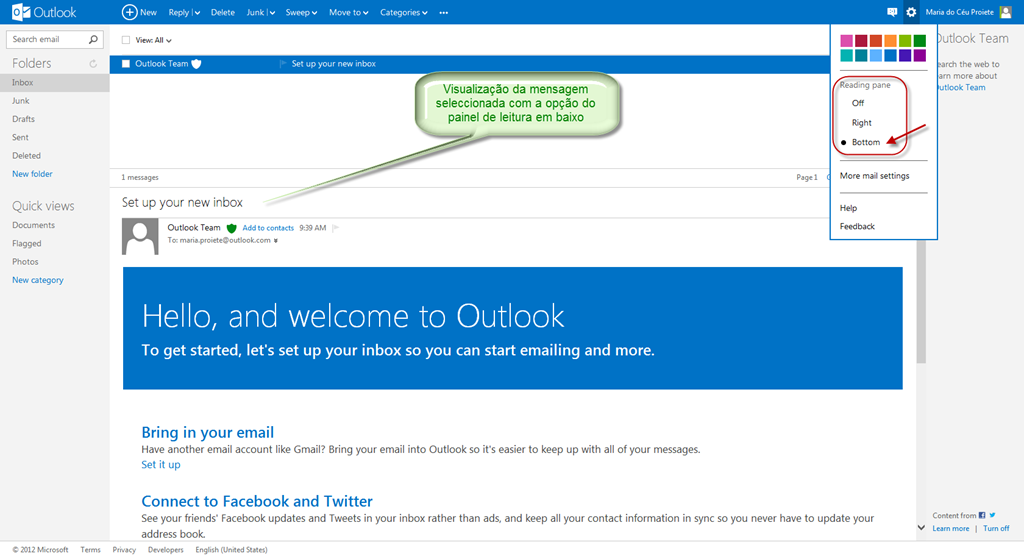 Outlook
New
Reply
Delete
Junk
Sweep
Move to
Categories
•••
Maria do Céu Proiete
Search email
View: All
Folders
Inbox
Junk
Drafts
Sent
Deleted
New folder
Quick views
Documents
Flagged
Photos
New category
Outlook Team
Set up your new inbox
Visualização da mensagem
seleccionada com a opção do
painel de leitura em baixo
1 messages
Page 1
Set up your new inbox
Outlook Team
Add to contacts
9:39 AM
To: maria.proiete@outlook.com
Hello, and welcome to Outlook
To get started, let's set up your inbox so you can start emailing and more.
Bring in your email
Have another email account like Gmail? Bring your email into Outlook so it's easier to keep up with all of your messages.
Set it up
Connect to Facebook and Twitter
See your friends' Facebook updates and Tweets in your inbox rather than ads, and keep all your contact information in sync so you never have to update your
address book.
Reading pane
Off
Right
Bottom
More mail settings
Help
Feedback
Outlook Team
the web to
more about
Outlook Team
Content from
Learn more | Turn off
© 2012 Microsoft
Terms
Privacy
Developers
English (United States)